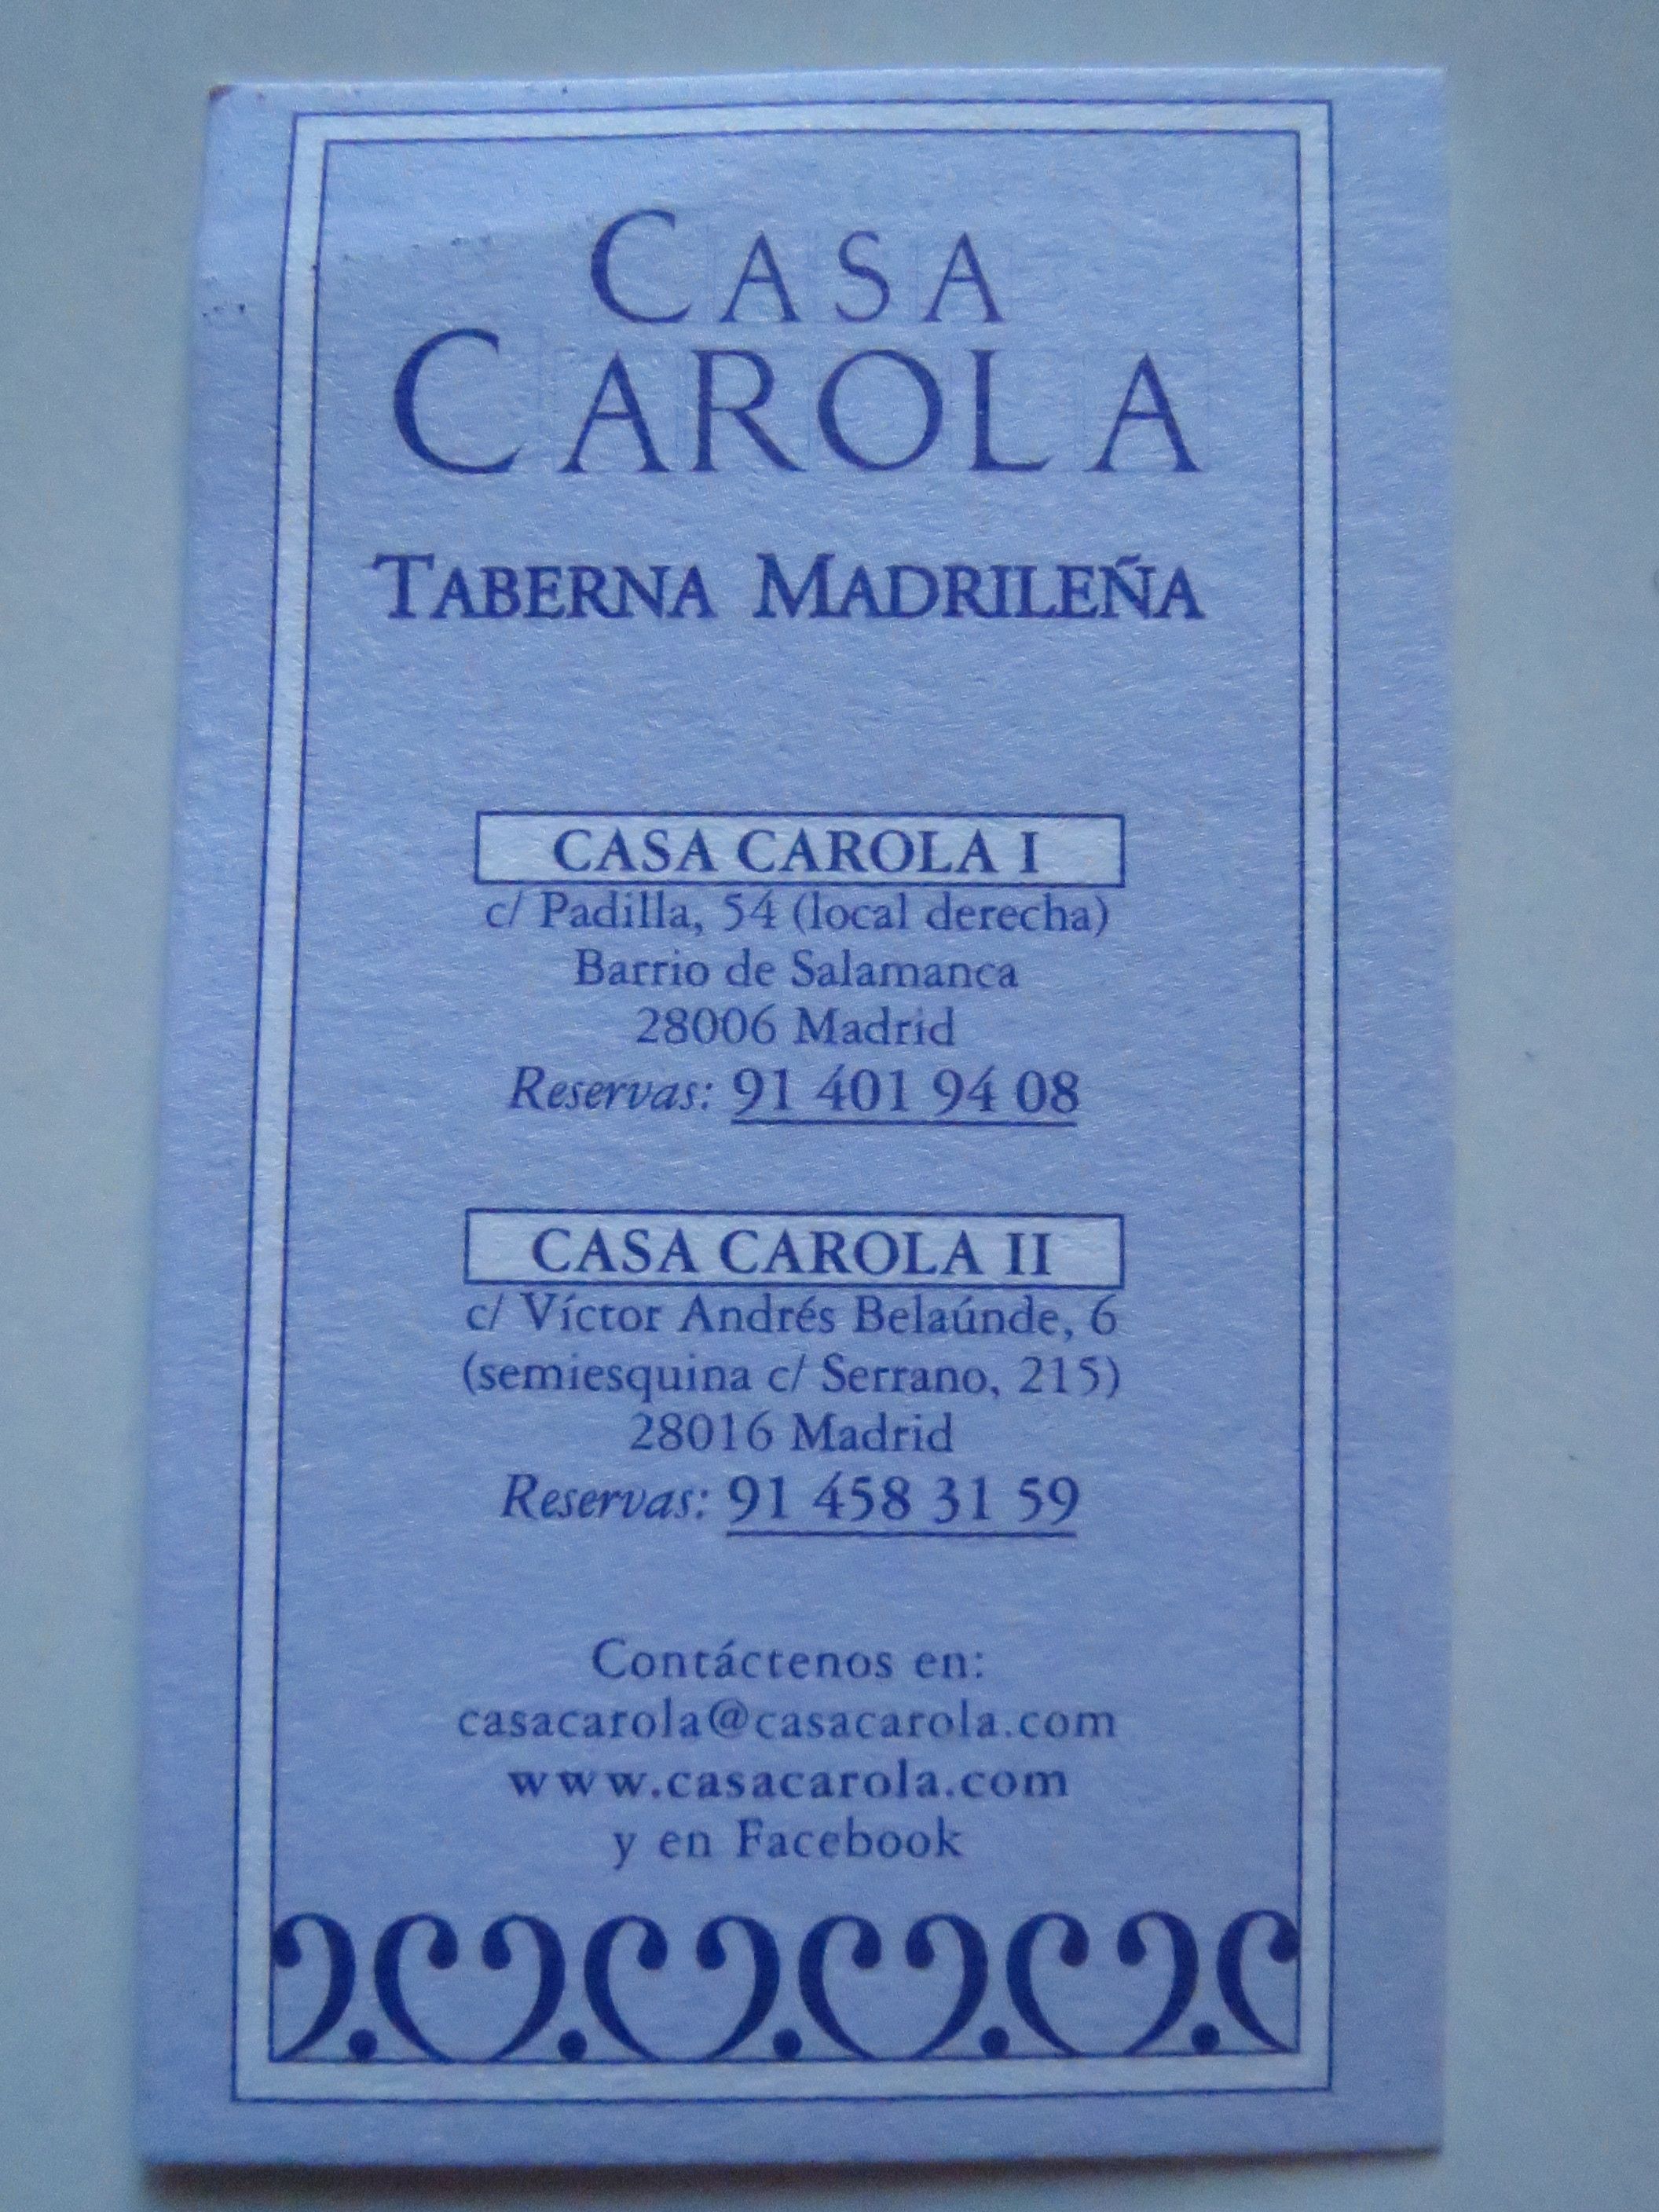 CASA
CAROLA
TABERNA MADRILEÑA
CASA CAROLA I
c/ Padilla, 54 (local derecha)
Barrio de Salamanca
28006 Madrid
Reservas: 91 401 94 08
CASA CAROLA II
c/ Víctor Andrés Belaúnde, 6
(semiesquina c/ Serrano, 215)
28016 Madrid
Reservas: 91 458 31 59
Contáctenos en:
casacarola@casacarola.com
www.casacarola.com
y en Facebook